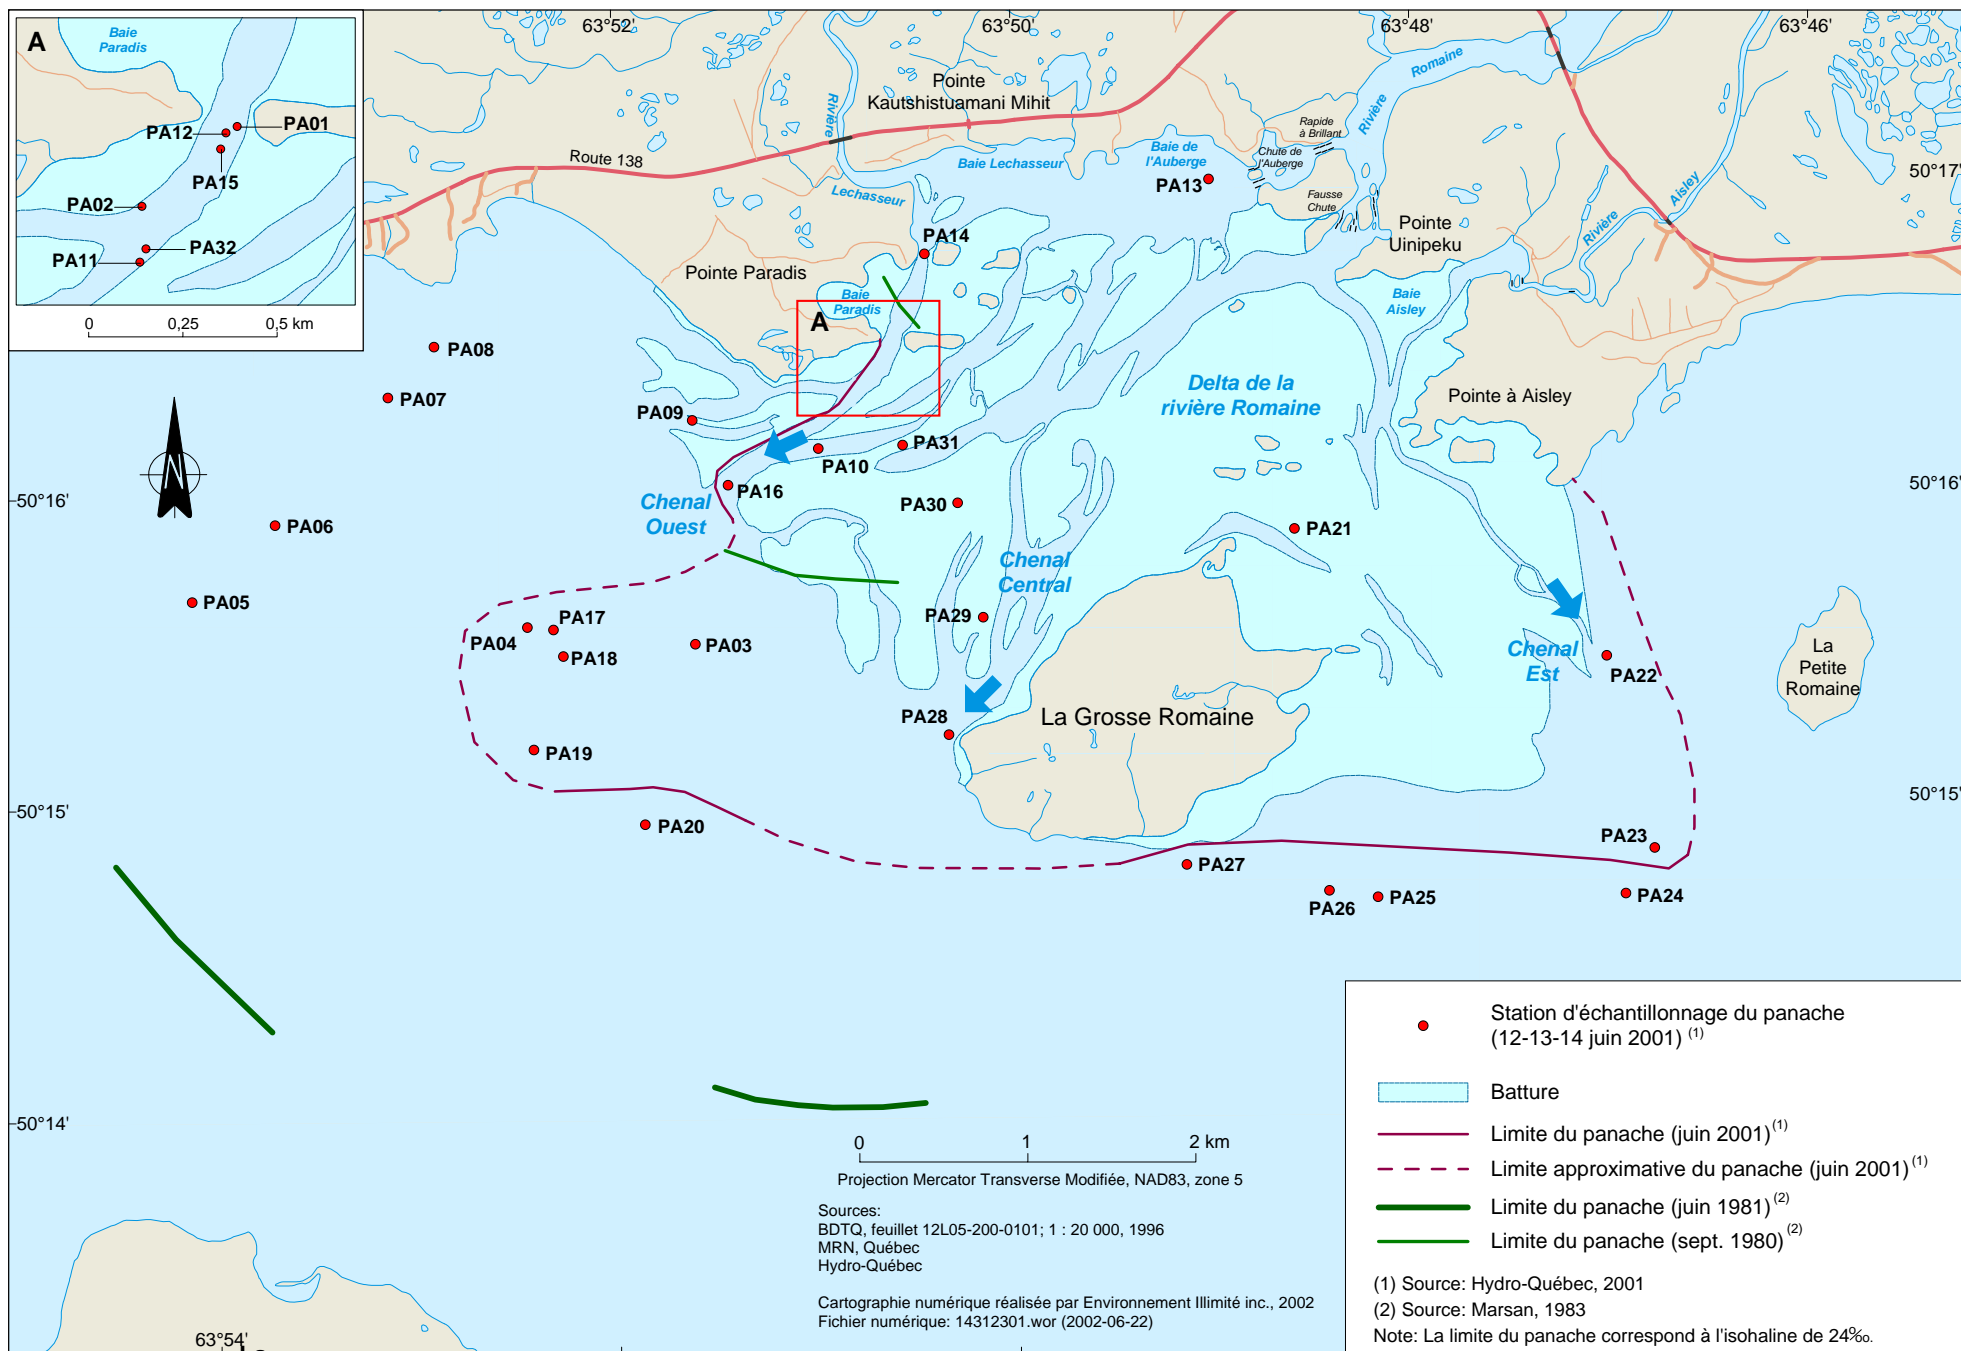 A
Baie
Paradis
PA12
PA01
PA15
PA02
PA32
PA11
0
0,25
0,5 km
63°52'
63°50'
63°48'
63°46'
Pointe
Kautshistuamani Mihit
Rivière
Lechasseur
Route 138
Baie Lechasseur
Baie de
l'Auberge
Rapide
à Brillant
Chute de
l'Auberge
Fausse
Chute
Rivière
Romaine
Rivière
Aisley
50°17'
PA13
PA14
Pointe
Uinipeku
Pointe Paradis
Baie
Paradis
A
Baie
Aisley
PA08
PA07
PA09
PA31
PA10
PA16
Delta de la
rivière Romaine
Pointe à Aisley
50°16'
50°16'
Chenal
Ouest
PA30
PA21
PA06
PA05
Chenal
Central
PA29
PA17
PA04
PA18
PA03
Chenal
Est
PA22
La
Petite
Romaine
PA28
La Grosse Romaine
PA19
50°15'
50°15'
PA20
PA23
PA27
PA26
PA25
PA24
50°14'
0
1
2 km
Projection Mercator Transverse Modifiée, NAD83, zone 5
Sources:
BDTQ, feuillet 12L05-200-0101; 1 : 20 000, 1996
MRN, Québec
Hydro-Québec
Cartographie numérique réalisée par Environnement Illimité inc., 2002
Fichier numérique: 14312301.wor (2002-06-22)
63°54'
N
Station d'échantillonnage du panache
(12-13-14 juin 2001) (1)
Batture
Limite du panache (juin 2001) (1)
Limite approximative du panache (juin 2001) (1)
Limite du panache (juin 1981) (2)
Limite du panache (sept. 1980) (2)
(1) Source: Hydro-Québec, 2001
(2) Source: Marsan, 1983
Note: La limite du panache correspond à l'isohaline de 24‰.